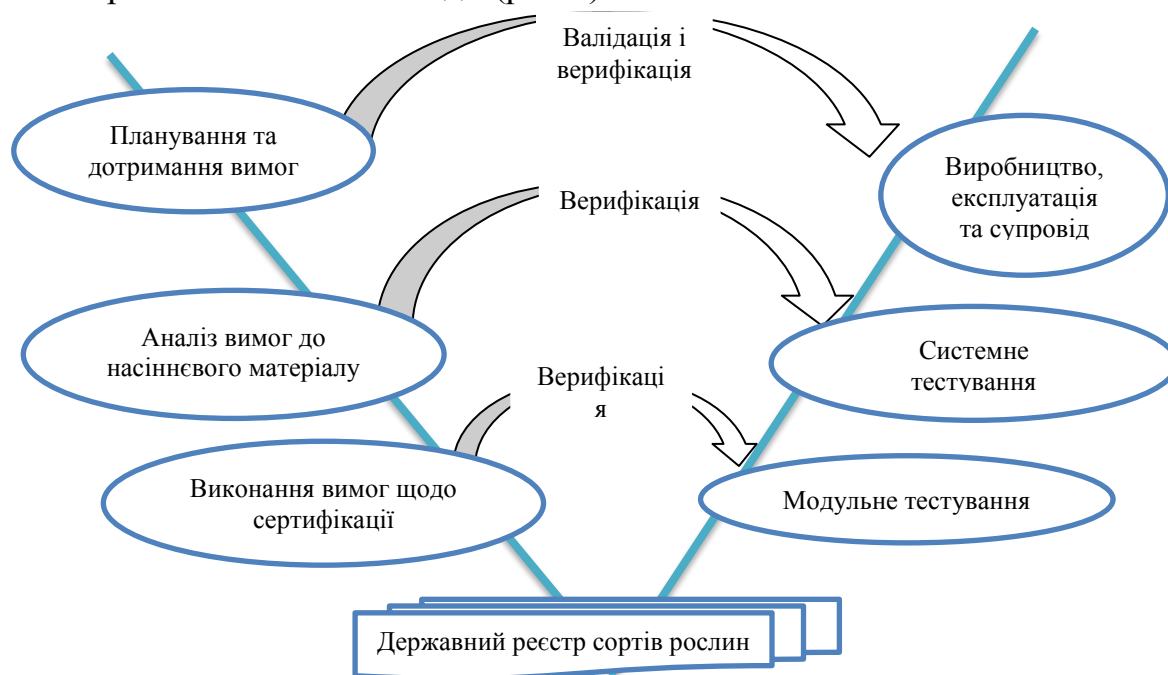 Валідація і
верифікація
Планування та
дотримання вимог
Виробництво,
експлуатація
та супровід
Верифікація
Аналіз вимог до
насіннєвого матеріалу
Системне
тестування
Верифікаці
я
Виконання вимог щодо
сертифікації
Модульне тестування
Державний реєстр сортів рослин